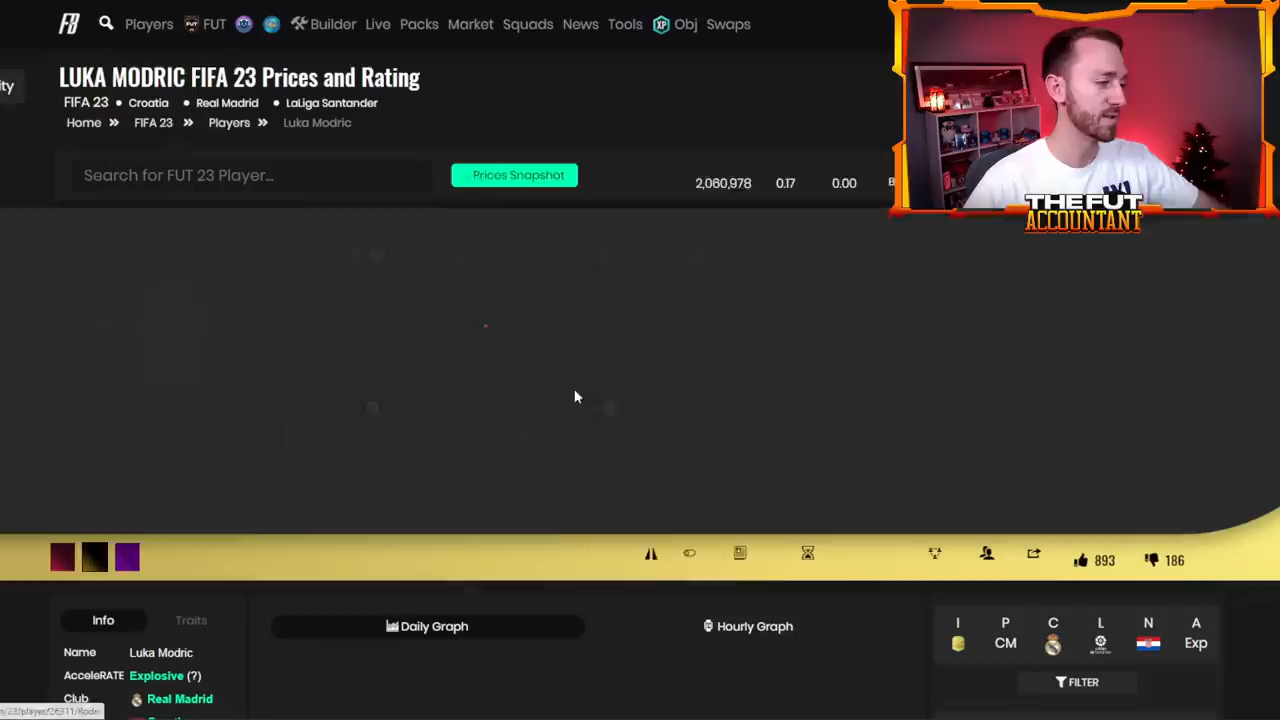 FB Players FUT Builder Live Packs Market Squads News Tools XP Obj Swaps
ity
LUKA MODRIC FIFA 23 Prices and Rating
FIFA 23 • Croatia • Real Madrid • LaLiga Santander
Home » FIFA 23 » Players » Luka Modric
Search for FUT 23 Player...
Prices Snapshot
2,060,978 0.17 0.00 B
THE FUT
ACCOUNTANT
893 186
Info Traits
Daily Graph
Hourly Graph
I P C L N A
CM Exp
Name Luka Modric
AcceleRATE Explosive (?)
Club Real Madrid
FILTER